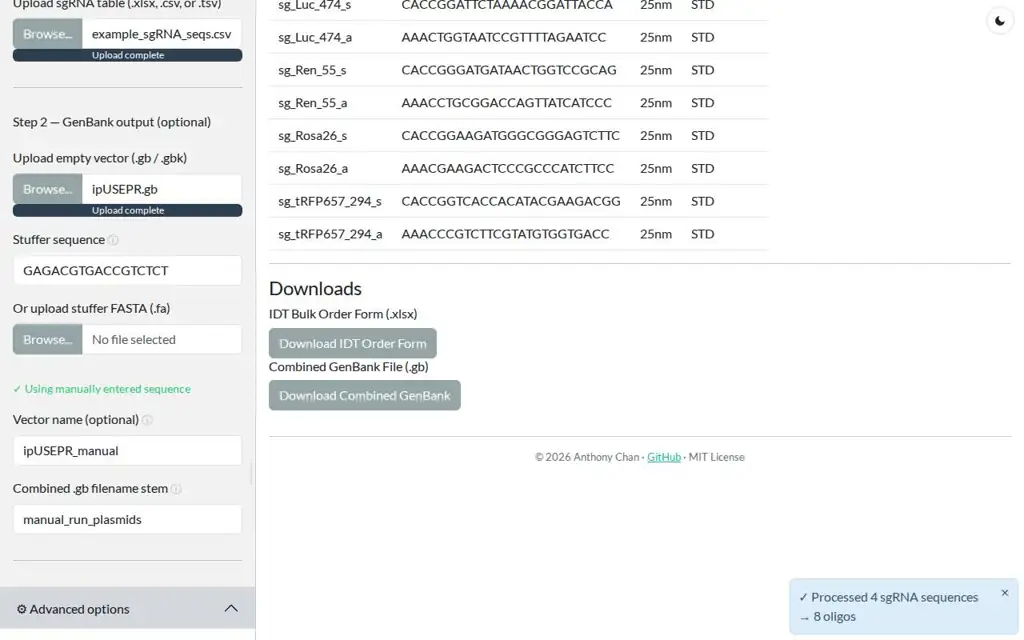 Upload sgRNA table (.xlsx, .csv, or .tsv)
Browse... example_sgRNA_seqs.csv
Upload complete
Step 2 — GenBank output (optional)
Upload empty vector (.gb / .gbk)
Browse... ipUSEPR.gb
Upload complete
Stuffer sequence ⓘ
GAGACGTGACCGTCTCT
Or upload stuffer FASTA (.fa)
Browse... No file selected
✓ Using manually entered sequence
Vector name (optional) ⓘ
ipUSEPR_manual
Combined .gb filename stem ⓘ
manual_run_plasmids
⚙ Advanced options
sg_Luc_474_s CACCGGATTCTAAAACGGATTACCA 25nm STD
sg_Luc_474_a AAACTGGTAATCCGTTTTAGAATCC 25nm STD
sg_Ren_55_s CACCGGGATGATAACTGGTCCGCAG 25nm STD
sg_Ren_55_a AAACCTGCGGACCAGTTATCATCCC 25nm STD
sg_Rosa26_s CACCGGAAGATGGGCGGGAGTCTTC 25nm STD
sg_Rosa26_a AAACGAAGACTCCCGCCCATCTTCC 25nm STD
sg_tRFP657_294_s CACCGGTCACCACATACGAAGACGG 25nm STD
sg_tRFP657_294_a AAACCCGTCTTCGTATGTGGTGACC 25nm STD
Downloads
IDT Bulk Order Form (.xlsx)
Download IDT Order Form
Combined GenBank File (.gb)
Download Combined GenBank
© 2026 Anthony Chan · GitHub · MIT License
✓ Processed 4 sgRNA sequences
→ 8 oligos
×